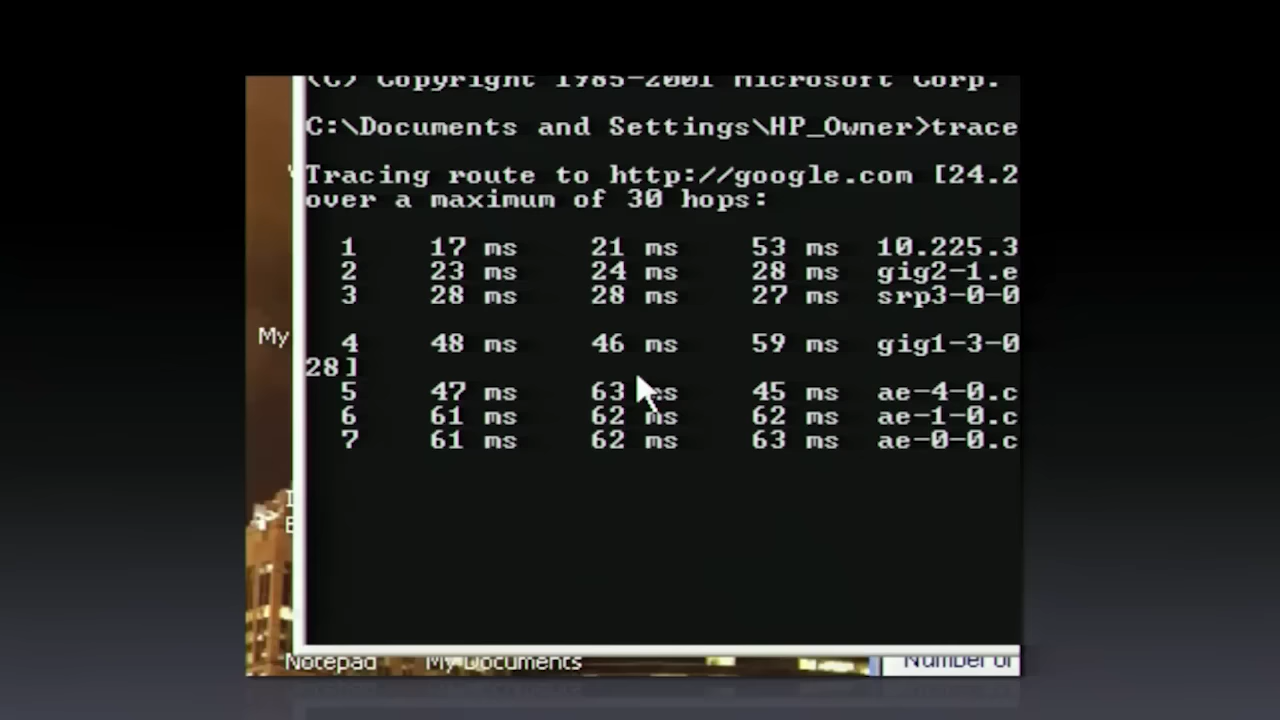 (C) Copyright 1985-2001 Microsoft Corp.
C:\Documents and Settings\HP_Owner>trace
Tracing route to http://google.com [24.2
over a maximum of 30 hops:
1 17 ms 21 ms 53 ms 10.225.3
2 23 ms 24 ms 28 ms gig2-1.e
3 28 ms 28 ms 27 ms srp3-0-0
My
4 48 ms 46 ms 59 ms gig1-3-0
28]
5 47 ms 63 ms 45 ms ae-4-0.c
6 61 ms 62 ms 62 ms ae-1-0.c
7 61 ms 62 ms 63 ms ae-0-0.c
Notepad My Documents Number of